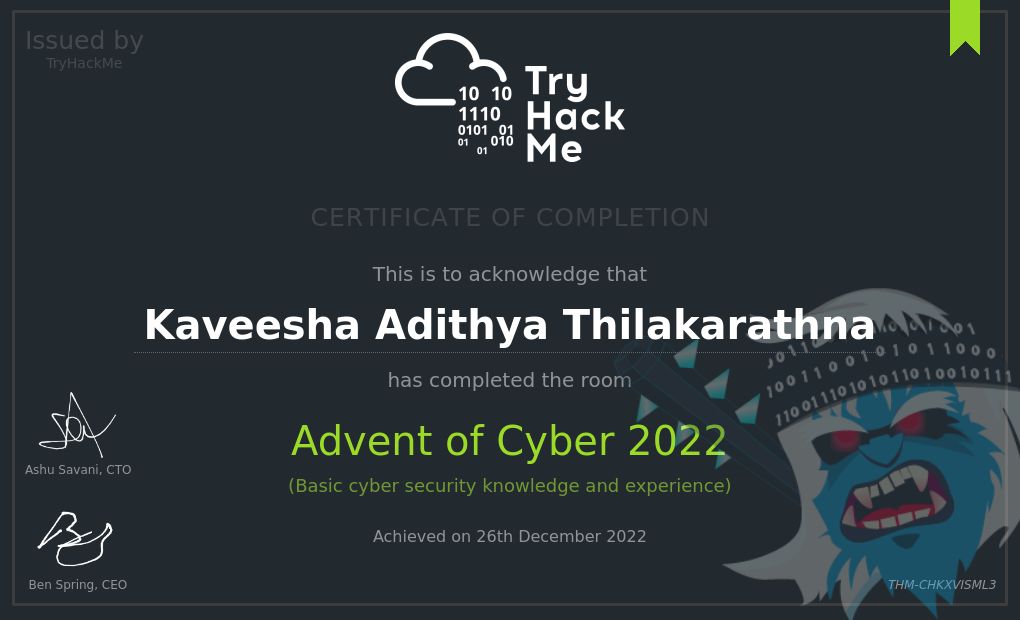 Issued by
TryHackMe
10 10
1110
0101 01
01 010
01
Try
Hack
Me
CERTIFICATE OF COMPLETION
This is to acknowledge that
Kaveesha Adithya Thilakarathna
has completed the room
Advent of Cyber 2022
(Basic cyber security knowledge and experience)
Achieved on 26th December 2022
Ashu Savani, CTO
Ben Spring, CEO
THM-CHKXVISML3